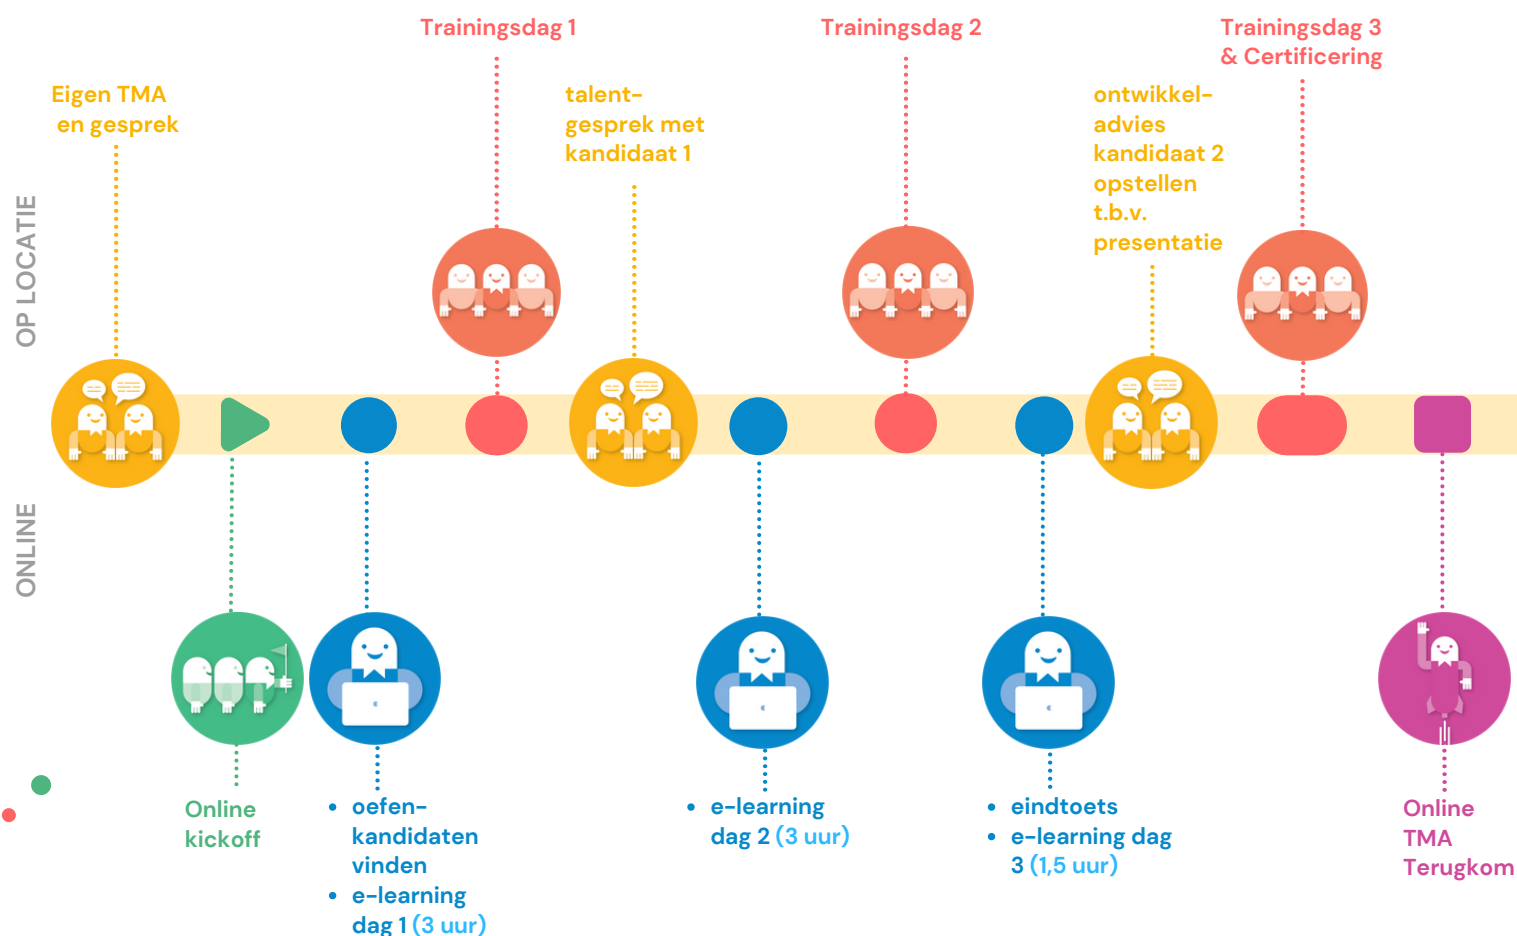 Trainingsdag 1
Trainingsdag 2
Trainingsdag 3
& Certificering
Eigen TMA
en gesprek
talent-
gesprek met
kandidaat 1
ontwikkel-
advies
kandidaat 2
opstellen
t.b.v.
presentatie
OP LOCATIE
ONLINE
Online
kickoff
• oefen-
kandidaten
vinden
• e-learning
dag 1 (3 uur)
• e-learning
dag 2 (3 uur)
• eindtoets
• e-learning dag
3 (1,5 uur)
Online
TMA
Terugkom